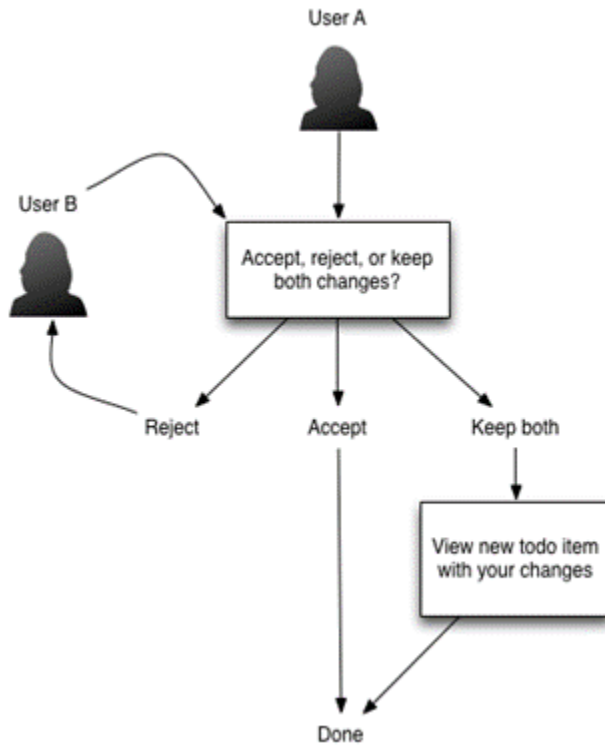 User A
User B
Accept, reject, or keep
both changes?
Reject
Accept
Keep both
View new todo item
with your changes
Done